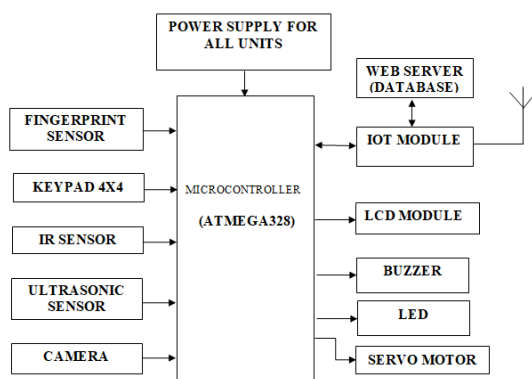 POWER SUPPLY FOR
ALL UNITS
WEB SERVER
(DATABASE)
FINGERPRINT
SENSOR
IOT MODULE
KEYPAD 4X4
MICROCONTROLLER
(ATMEGA328)
LCD MODULE
IR SENSOR
BUZZER
ULTRASONIC
SENSOR
LED
CAMERA
SERVO MOTOR